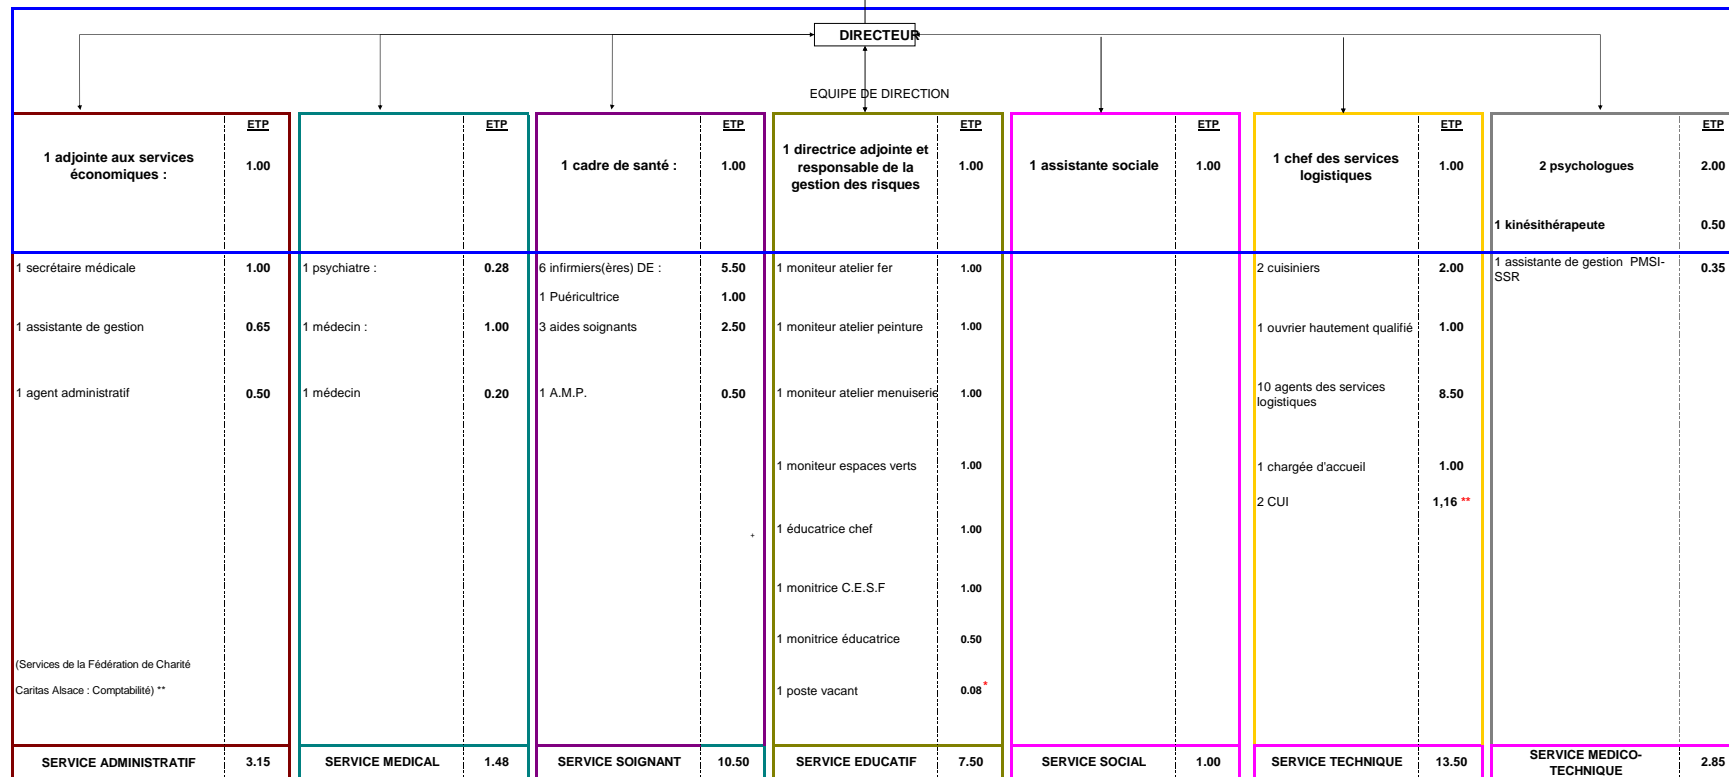 DIRECTEUR
EQUIPE DE DIRECTION
ETP
1 adjointe aux services
économiques :
1.00
1 secrétaire médicale 1.00
1 assistante de gestion 0.65
1 agent administratif 0.50
(Services de la Fédération de Charité
Caritas Alsace : Comptabilité) **
SERVICE ADMINISTRATIF 3.15
ETP
1 psychiatre : 0.28
1 médecin : 1.00
1 médecin 0.20
SERVICE MEDICAL 1.48
ETP
1 cadre de santé : 1.00
6 infirmiers(ères) DE : 5.50
1 Puéricultrice 1.00
3 aides soignants 2.50
1 A.M.P. 0.50
+
SERVICE SOIGNANT 10.50
ETP
1 directrice adjointe et
responsable de la
gestion des risques
1.00
1 moniteur atelier fer 1.00
1 moniteur atelier peinture 1.00
1 moniteur atelier menuiserie 1.00
1 moniteur espaces verts 1.00
1 éducatrice chef 1.00
1 monitrice C.E.S.F 1.00
1 monitrice éducatrice 0.50
1 poste vacant 0.08 *
SERVICE EDUCATIF 7.50
ETP
1 assistante sociale 1.00
SERVICE SOCIAL 1.00
ETP
1 chef des services
logistiques
1.00
2 cuisiniers 2.00
1 ouvrier hautement qualifié 1.00
10 agents des services
logistiques
8.50
1 chargée d'accueil 1.00
2 CUI 1,16 **
SERVICE TECHNIQUE 13.50
ETP
2 psychologues 2.00
1 kinésithérapeute 0.50
1 assistante de gestion PMSI-
SSR
0.35
SERVICE MEDICO-
TECHNIQUE
2.85